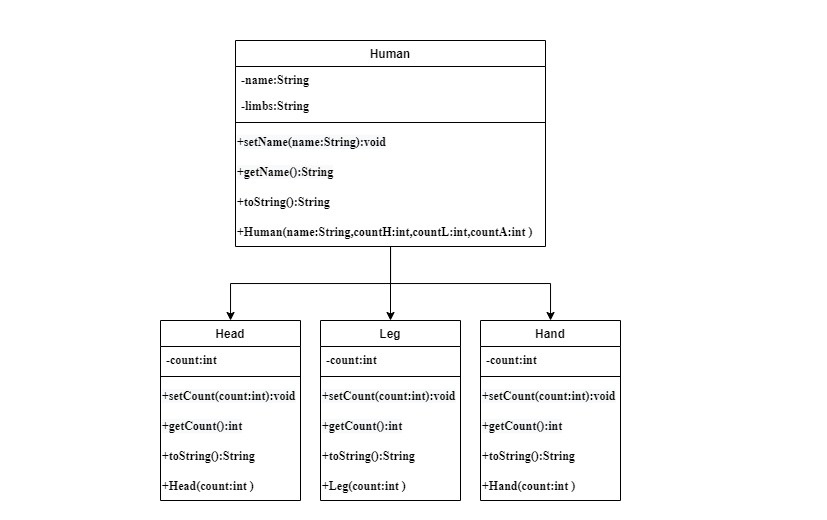 Human
-name:String
-limbs:String
+setName(name:String):void
+getName():String
+toString():String
+Human(name:String,countH:int,countL:int,countA:int )
Head
-count:int
+setCount(count:int):void
+getCount():int
+toString():String
+Head(count:int )
Leg
-count:int
+setCount(count:int):void
+getCount():int
+toString():String
+Leg(count:int )
Hand
-count:int
+setCount(count:int):void
+getCount():int
+toString():String
+Hand(count:int )